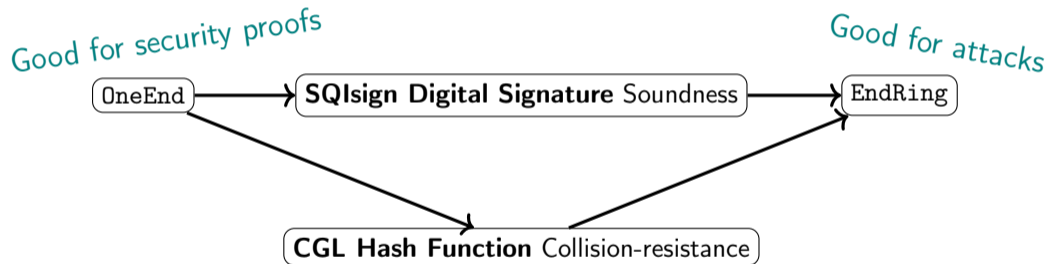 Good for security proofs
Good for attacks
OneEnd
SQIsign Digital Signature Soundness
EndRing
CGL Hash Function Collision-resistance